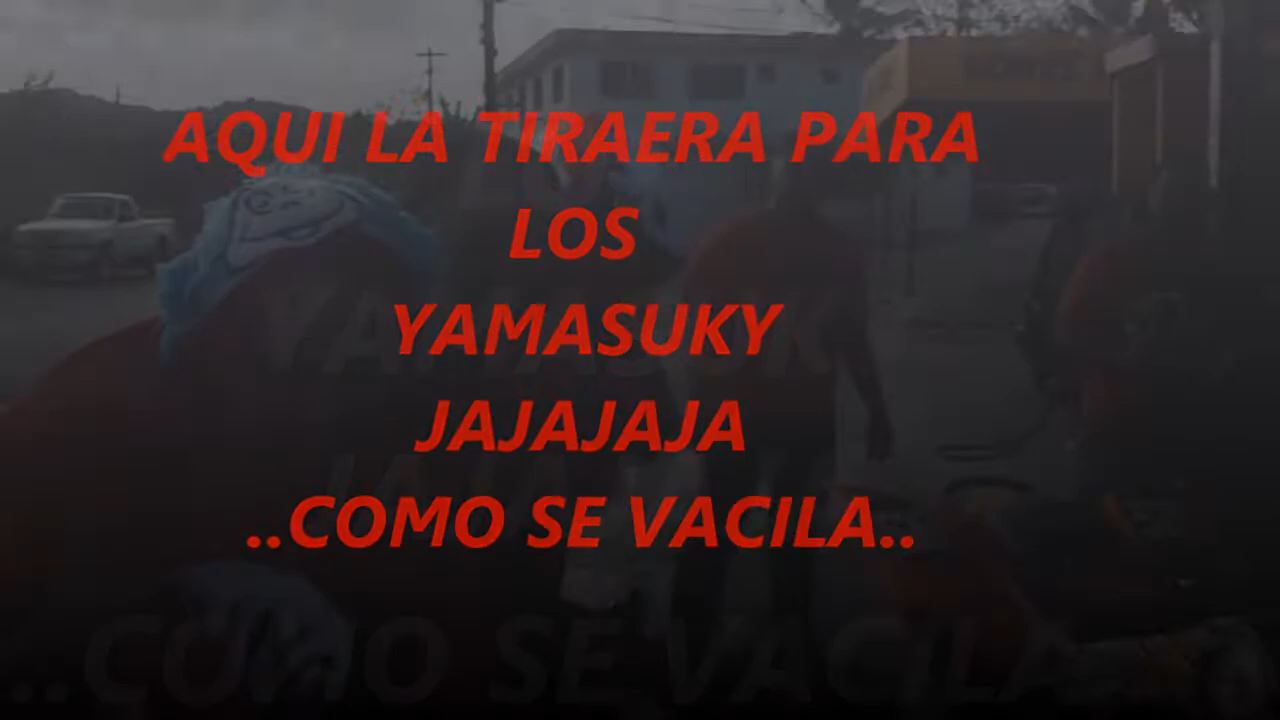 AQUI LA TIRAERA PARA
LOS
YAMASUKY
JAJAJAJA
..COMO SE VACILA..